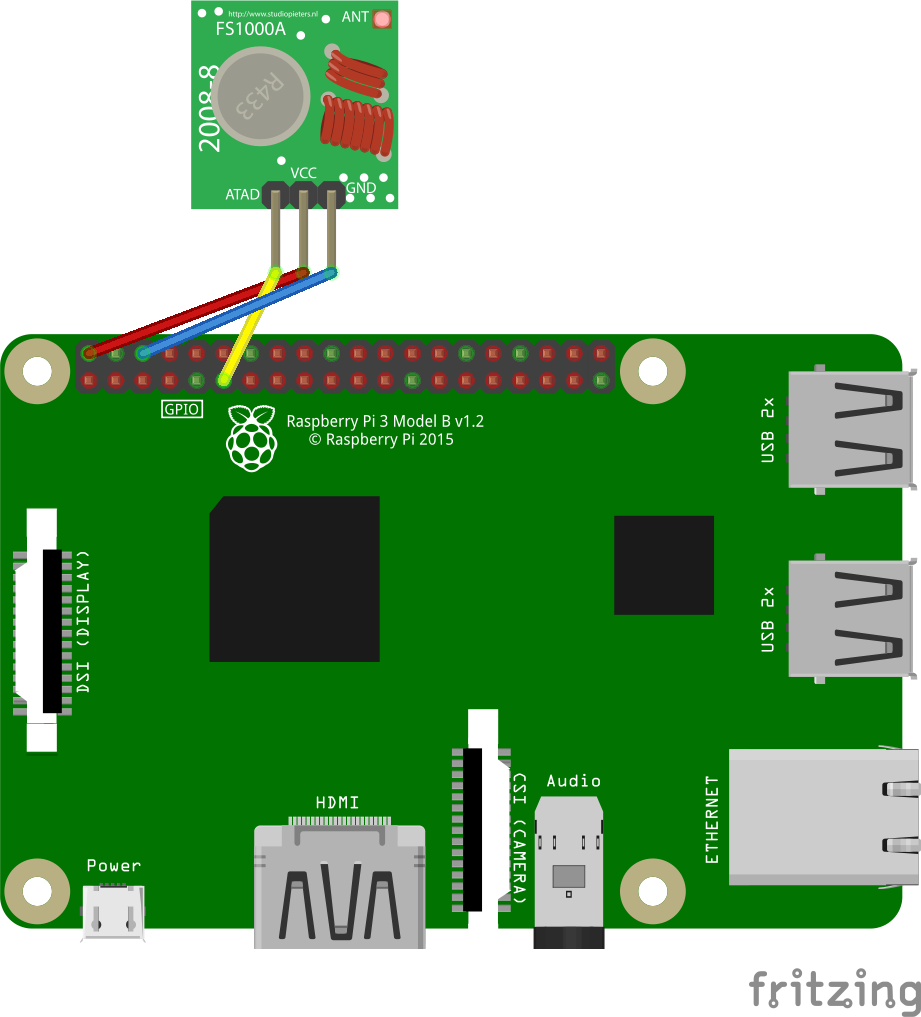 http://www.studiopieters.nl
ANT
FS1000A
2008-8
R433
VCC
ATAD
GND
GPIO
Raspberry Pi 3 Model B v1.2
© Raspberry Pi 2015
USB 2x
DSI (DISPLAY)
USB 2x
CSI (CAMERA)
Audio
HDMI
ETHERNET
Power
fritzing